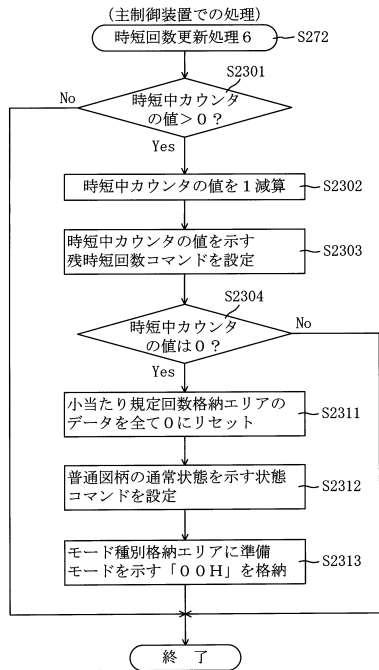 (主制御装置での処理)
時短回数更新処理6
S272
S2301
No
時短中カウンタ
の値>0?
Yes
時短中カウンタの値を1減算
S2302
時短中カウンタの値を示す
残時短回数コマンドを設定
S2303
S2304
時短中カウンタ
の値は0?
No
Yes
小当たり規定回数格納エリアの
データを全て0にリセット
S2311
普通図柄の通常状態を示す状態
コマンドを設定
S2312
モード種別格納エリアに準備
モードを示す「00H」を格納
S2313
終 了